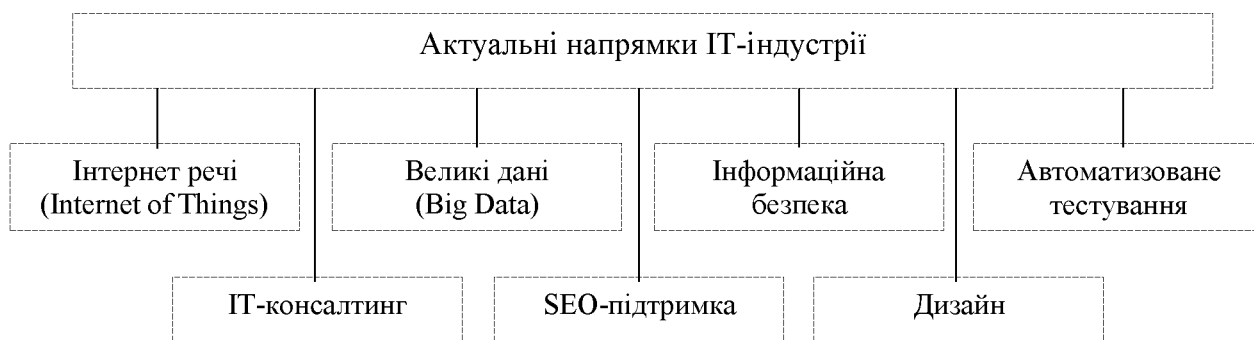 Актуальні напрямки ІТ-індустрії
Інтернет речі
(Internet of Things)
Великі дані
(Big Data)
Інформаційна
безпека
Автоматизоване
тестування
ІТ-консалтинг
SEO-підтримка
Дизайн